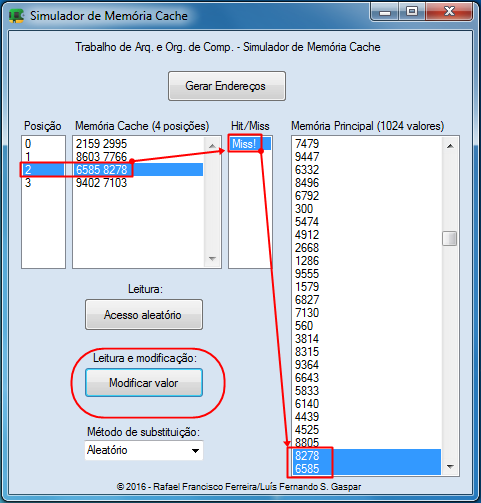 Simulador de Memória Cache
Trabalho de Arq. e Org. de Comp. - Simulador de Memória Cache
Gerar Endereços
Posição
0
1
2
3
Memória Cache (4 posições)
2159 2995
8603 7766
6585 8278
9402 7103
Hit/Miss
Miss!
Memória Principal (1024 valores)
7479
9447
6332
8496
6792
300
5474
4912
2668
1286
9555
1579
6827
7130
560
3814
8315
9364
6643
5833
6140
4439
4525
8805
8278
6585
Leitura:
Acesso aleatório
Leitura e modificação:
Modificar valor
Método de substituição:
Aleatório
© 2016 - Rafael Francisco Ferreira/Luís Fernando S. Gaspar